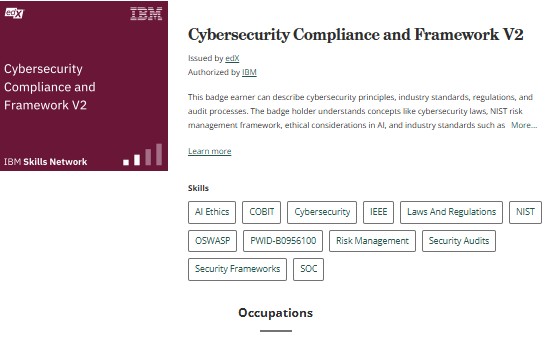 edX
IBM
Cybersecurity
Compliance and
Framework V2
IBM Skills Network
Cybersecurity Compliance and Framework V2
Issued by edX
Authorized by IBM
This badge earner can describe cybersecurity principles, industry standards, regulations, and
audit processes. The badge holder understands concepts like cybersecurity laws, NIST risk
management framework, ethical considerations in AI, and industry standards such as More...
Learn more
Skills
AI Ethics COBIT Cybersecurity IEEE Laws And Regulations NIST
OSWASP PWID-B0956100 Risk Management Security Audits
Security Frameworks SOC
Occupations